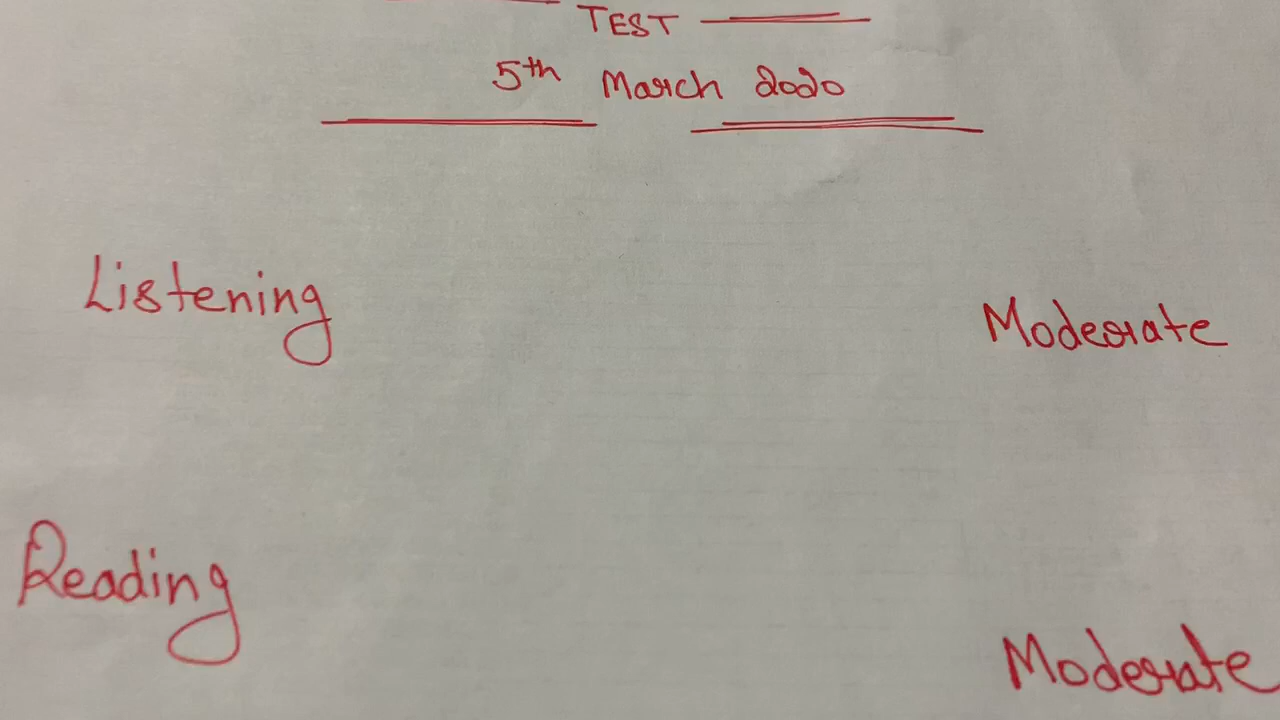 TEST
5th March 2020
Listening
Moderate
Reading
Moderate